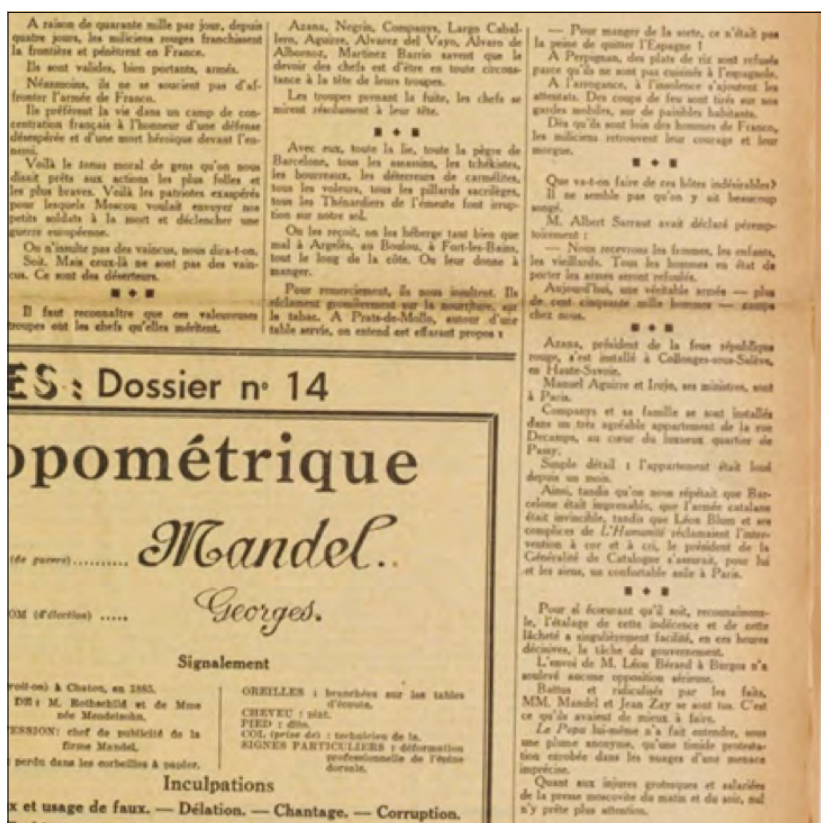 A raison de quarante mille par jour, depuis
quatre jours, les miliciens rouges franchissent
la frontière et pénètrent en France.
Ils sont valides, bien portants, armés.
Néanmoins, ils ne se soucient pas d'af-
fronter l'armée de Franco.
Ils préfèrent la vie dans un camp de con-
centration français à l'honneur d'une défense
désespérée et d'une mort héroïque devant l'en-
nemi.
Voilà le tonus moral de gens qu'on nous
disait prêts aux actions les plus folles et
les plus braves. Voilà les patriotes exaspérés
pour lesquels Moscou voulait envoyer nos
petits soldats à la mort et déclencher une
guerre européenne.
On n'insulte pas des vaincus, nous dira-t-on.
Soit. Mais ceux-là ne sont pas des vain-
cus. Ce sont des déserteurs.
Il faut reconnaître que ces valeureuses
troupes ont les chefs qu'elles méritent.
Azana, Negrin, Companys, Largo Cabal-
lero, Aguirre, Alvarez del Vayo, Alvaro de
Albornoz, Martinez Barrio savent que le
devoir des chefs est d'être en toute circons-
tance à la tête de leurs troupes.
Les troupes prenant la fuite, les chefs se
mirent résolument à leur tête.
Avec eux, toute la lie, toute la pègre de
Barcelone, tous les assassins, les tchékistes,
les bourreaux, les déterreurs de carmélites,
tous les voleurs, tous les pillards sacrilèges,
tous les Thénardiers de l'émeute font irrup-
tion sur notre sol.
On les reçoit, on les héberge tant bien que
mal à Argelès, au Boulou, à Fort-les-Bains,
tout le long de la côte. On leur donne à
manger.
Pour remerciement, ils nous insultent. Ils
réclament grossièrement sur la nourriture, sur
le tabac. A Prats-de-Mollo, autour d'une
table servie, on entend cet effarant propos :
— Pour manger de la sorte, ce n'était pas
la peine de quitter l'Espagne !
A Perpignan, des plats de riz sont refusés
parce qu'ils ne sont pas cuisinés à l'espagnole.
A l'arrogance, à l'insolence s'ajoutent les
attentats. Des coups de feu sont tirés sur nos
gardes mobiles, sur de paisibles habitants.
Dès qu'ils sont loin des hommes de Franco,
les miliciens retrouvent leur courage et leur
morgue.
Que va-t-on faire de ces hôtes indésirables ?
Il ne semble pas qu'on y ait beaucoup
songé.
M. Albert Sarraut avait déclaré péremp-
toirement :
— Nous recevrons les femmes, les enfants,
les vieillards. Tous les hommes en état de
porter les armes seront refoulés.
Aujourd'hui, une véritable armée — plus
de cent cinquante mille hommes — campe
chez nous.
Azana, président de la feue république
rouge, s'est installé à Collonges-sous-Salève,
en Haute-Savoie.
Manuel Aguirre et Irujo, ses ministres, sont
à Paris.
Companys et sa famille se sont installés
dans un très agréable appartement de la rue
Decamps, au cœur du luxueux quartier de
Passy.
Simple détail : l'appartement était loué
depuis un mois.
Ainsi, tandis qu'on nous répétait que Bar-
celone était imprenable, que l'armée catalane
était invincible, tandis que Léon Blum et ses
complices de L'Humanité réclamaient l'inter-
vention à cor et à cri, le président de la
Généralité de Catalogne s'assurait, pour lui
et les siens, un confortable asile à Paris.
Pour si écœurant qu'il soit, reconnaissons-
le, l'étalage de cette indécence et de cette
lâcheté a singulièrement facilité, en ces heures
décisives, la tâche du gouvernement.
L'envoi de M. Léon Bérard à Burgos n'a
soulevé aucune opposition sérieuse.
Battus et ridiculisés par les faits,
MM. Mandel et Jean Zay se sont tus. C'est
ce qu'ils avaient de mieux à faire.
Le Popu lui-même n'a fait entendre, sous
une plume anonyme, qu'une timide protesta-
tion enrobée dans les nuages d'une menace
imprécise.
Quant aux injures grotesques et salariées
de la presse moscovite du matin et du soir, nul
n'y prête plus attention.
ES : Dossier n° 14
opométrique
(de guerre).......... Mandel..
OM (d'élection) ..... Georges.
Signalement
roit-on) à Chatou, en 1885.
DE : M. Rothschild et de Mme
née Mendelsohn.
ESSION: chef de publicité de la
firme Mandel.
: perdu dans les corbeilles à papier.
OREILLES : branchées sur les tables
d'écoute.
CHEVEU : plat.
PIED : dito.
COL (prise de) : technicien de la.
SIGNES PARTICULIERS : déformation
professionnelle de l'épine
dorsale.
Inculpations
x et usage de faux. — Délation. — Chantage. — Corruption.